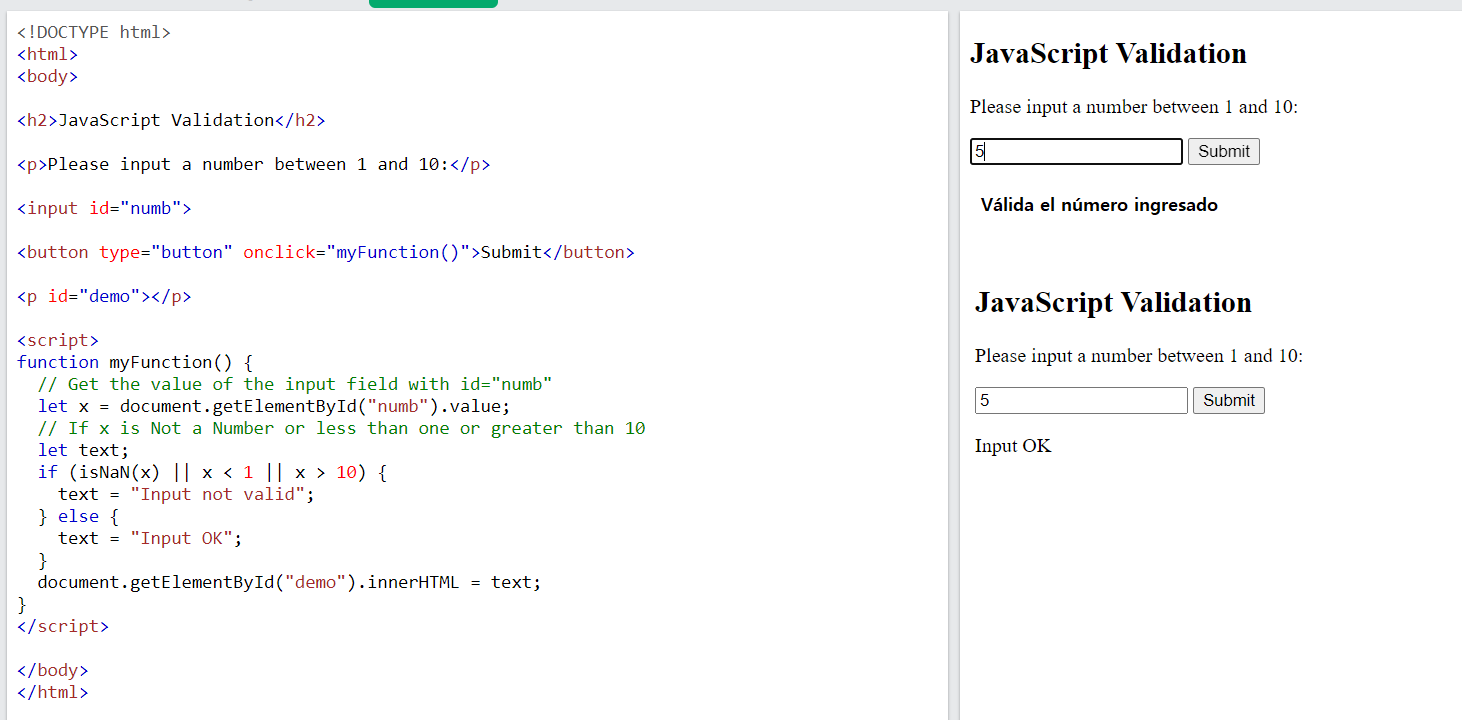 <!DOCTYPE html>
<html>
<body>
<h2>JavaScript Validation</h2>
<p>Please input a number between 1 and 10:</p>
<input id="numb">
<button type="button" onclick="myFunction()">Submit</button>
<p id="demo"></p>
<script>
function myFunction() {
  // Get the value of the input field with id="numb"
  let x = document.getElementById("numb").value;
  // If x is Not a Number or less than one or greater than 10
  let text;
  if (isNaN(x) || x < 1 || x > 10) {
    text = "Input not valid";
  } else {
    text = "Input OK";
  }
  document.getElementById("demo").innerHTML = text;
}
</script>
</body>
</html>
JavaScript Validation
Please input a number between 1 and 10:
5 Submit
Válida el número ingresado
JavaScript Validation
Please input a number between 1 and 10:
5 Submit
Input OK